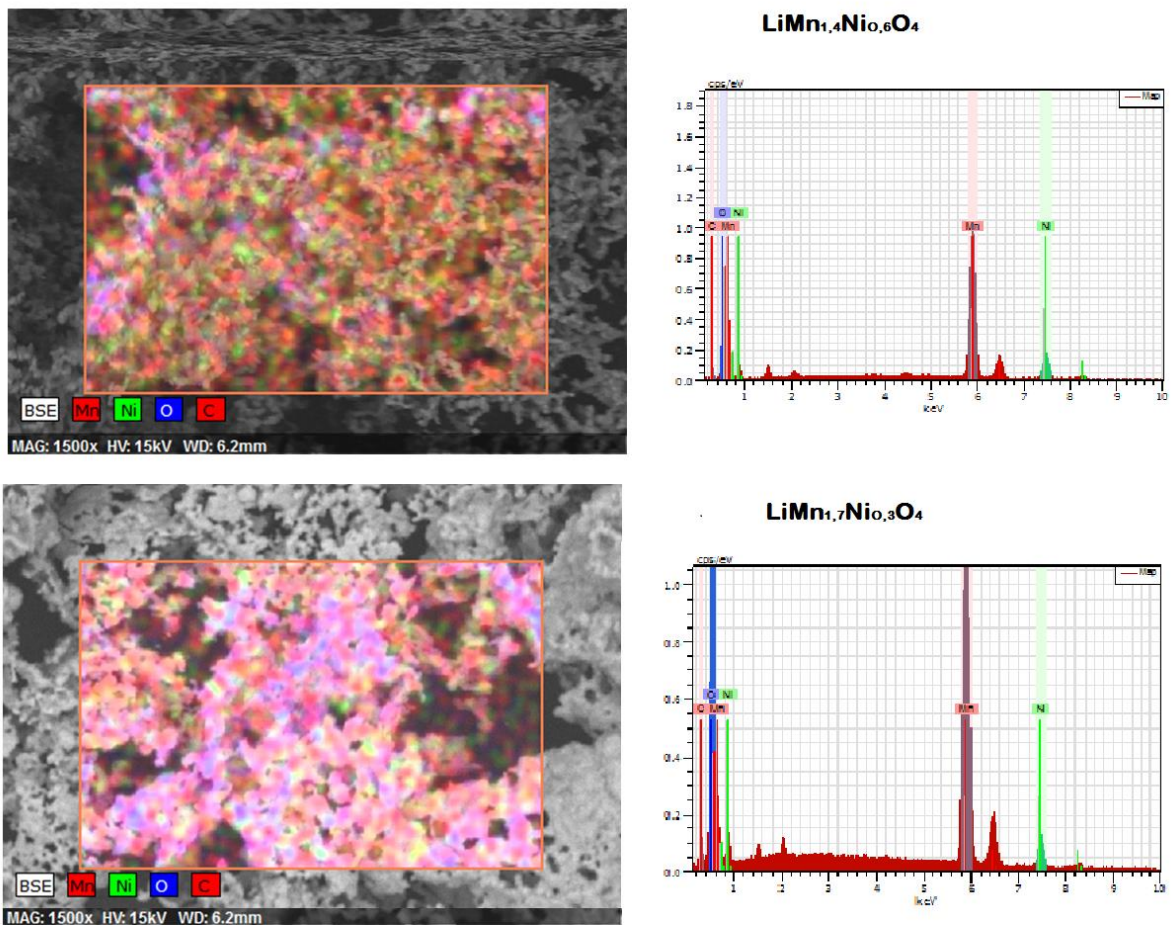 LiMn1,4Ni0,6O4
cps/eV
Map
1.8
1.6
1.4
1.2
1.0
0.8
0.6
0.4
0.2
0.0
O Ni
C Mn
Mn
Ni
1 2 3 4 5 6 7 8 9 10
keV
BSE Mn Ni O C
MAG: 1500x HV: 15kV WD: 6.2mm
LiMn1,7Ni0,3O4
cps/eV
Map
1.0
0.8
0.6
0.4
0.2
0.0
O Ni
C Mn
Mn
Ni
1 2 3 4 5 6 7 8 9 10
keV
BSE Mn Ni O C
MAG: 1500x HV: 15kV WD: 6.2mm